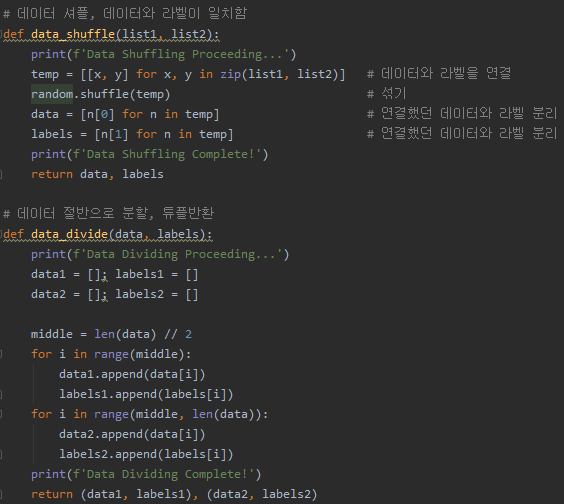 # 데이터 셔플, 데이터와 라벨이 일치함
def data_shuffle(list1, list2):
    print(f'Data Shuffling Proceeding...')
    temp = [[x, y] for x, y in zip(list1, list2)]   # 데이터와 라벨을 연결
    random.shuffle(temp)                            # 섞기
    data = [n[0] for n in temp]                     # 연결했던 데이터와 라벨 분리
    labels = [n[1] for n in temp]                   # 연결했던 데이터와 라벨 분리
    print(f'Data Shuffling Complete!')
    return data, labels

# 데이터 절반으로 분할, 튜플반환
def data_divide(data, labels):
    print(f'Data Dividing Proceeding...')
    data1 = []; labels1 = []
    data2 = []; labels2 = []

    middle = len(data) // 2
    for i in range(middle):
        data1.append(data[i])
        labels1.append(labels[i])
    for i in range(middle, len(data)):
        data2.append(data[i])
        labels2.append(labels[i])
    print(f'Data Dividing Complete!')
    return (data1, labels1), (data2, labels2)